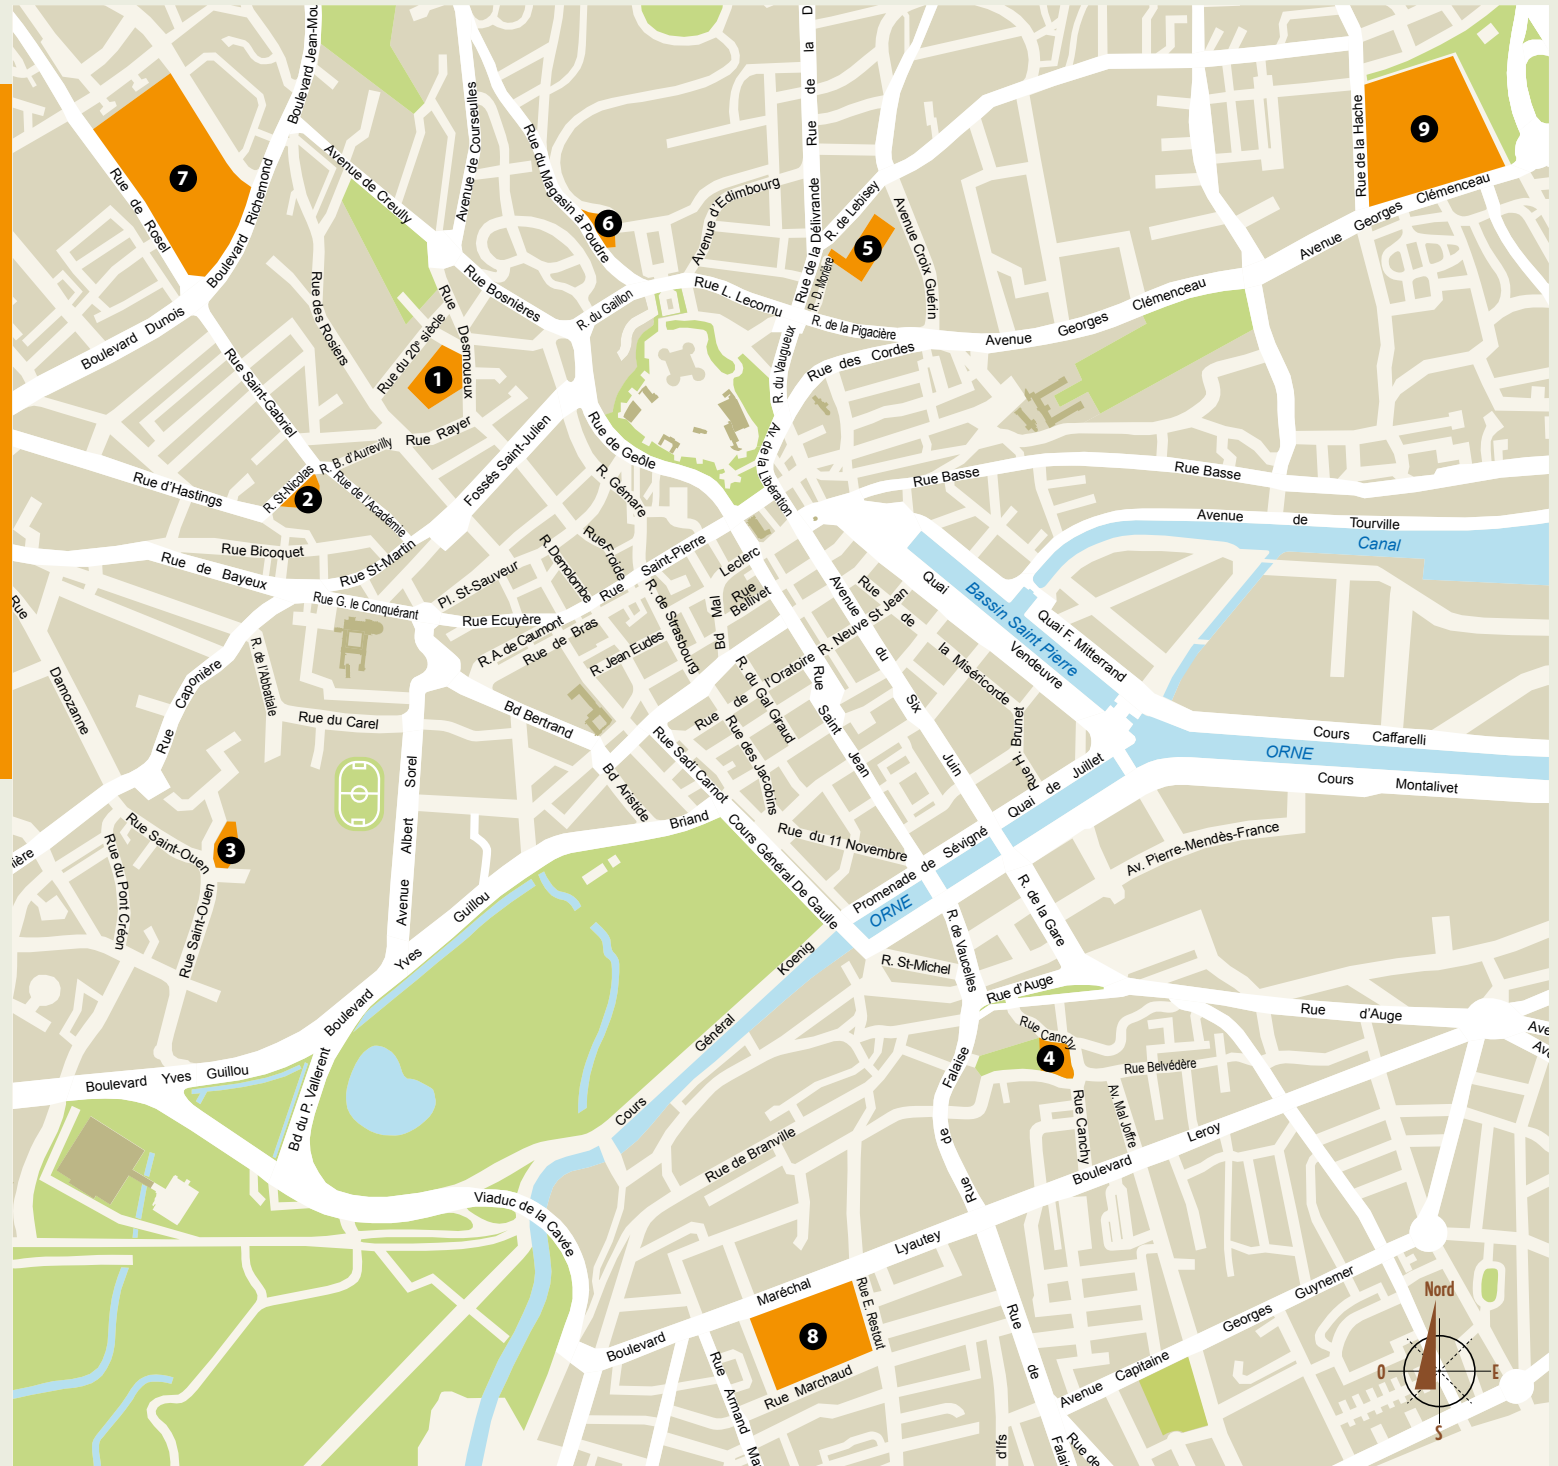 Boulevard Jean-Mou
Rue de la D
Avenue de Coursulles
Rue du Magasin à Poudre
Avenue de Creully
Boulevard Richemond
Rue de Rosel
7
6
Avenue d'Edimbourg
Rue de la Délivrande
R. de Lebisey
R. D. Morière
5
Avenue Croix Guérin
Rue de la Hache
9
Avenue Georges Clémenceau
Boulevard Dunois
Rue des Rosiers
Rue Bosnières
R. du Gaillon
Rue L. Lecornu
R. de la Pigacière
Avenue Georges Clémenceau
Rue Desmoueux
Rue du 20e siècle
1
Rue Saint-Gabriel
R. du Vaugueux
Rue des Cordes
Rue Rayer
R. B. d'Aurevilly
R. St-Nicolas
2
Rue de l'Académie
Rue d'Hastings
Fossés Saint-Julien
Rue de Geôle
R. Gémare
Av. de la Libération
Rue Basse
Rue Basse
Avenue de Tourville
Canal
Rue Bicoquet
Rue de Bayeux
Rue St-Martin
Rue G. le Conquérant
Pl. St-Sauveur
Rue Ecuyère
R. Demolombe
Rue Froide
Rue Saint-Pierre
Bd Mal Leclerc
Rue Bellivet
R. de Strasbourg
R. A. de Caumont
Rue de Bras
R. Jean Eudes
Avenue du Six Juin
Rue de la Miséricorde
R. Neuve St Jean
Rue de l'Oratoire
R. du Gal Giraud
Rue Saint Jean
Quai Vendeuvre
Bassin Saint Pierre
Quai F. Mitterrand
Rue H. Brunet
Quai de Juillet
Cours Caffarelli
ORNE
Cours Montalivet
Rue
Damozanne
Rue Caponière
R. de l'Abbatiale
Rue du Carel
Bd Bertrand
Rue Sadi Carnot
Rue des Jacobins
Bd Aristide Briand
Rue du 11 Novembre
Cours Général De Gaulle
Promenade de Sévigné
ORNE
Av. Pierre-Mendès-France
R. de la Gare
R. de Vaucelles
R. St-Michel
Rue d'Auge
Rue d'Auge
Ave
Av
ière
Rue Saint-Ouen
3
Rue du Pont Créon
Rue Saint-Ouen
Avenue Albert Sorel
Boulevard Yves Guillou
Boulevard Yves Guillou
Bd du P. Vallerent
Cours Général Koenig
Rue Canchy
4
Rue Belvédère
Rue Canchy
Av. Mal Joffre
Rue de Falaise
Rue de Branville
Viaduc de la Cavée
Boulevard Maréchal Lyautey
Boulevard Leroy
8
Rue E. Restout
Rue Marchaud
Rue Armand Ma
Rue de Falai
d'Ifs
Rue de
Avenue Capitaine Georges Guynemer
Nord
O
E
S